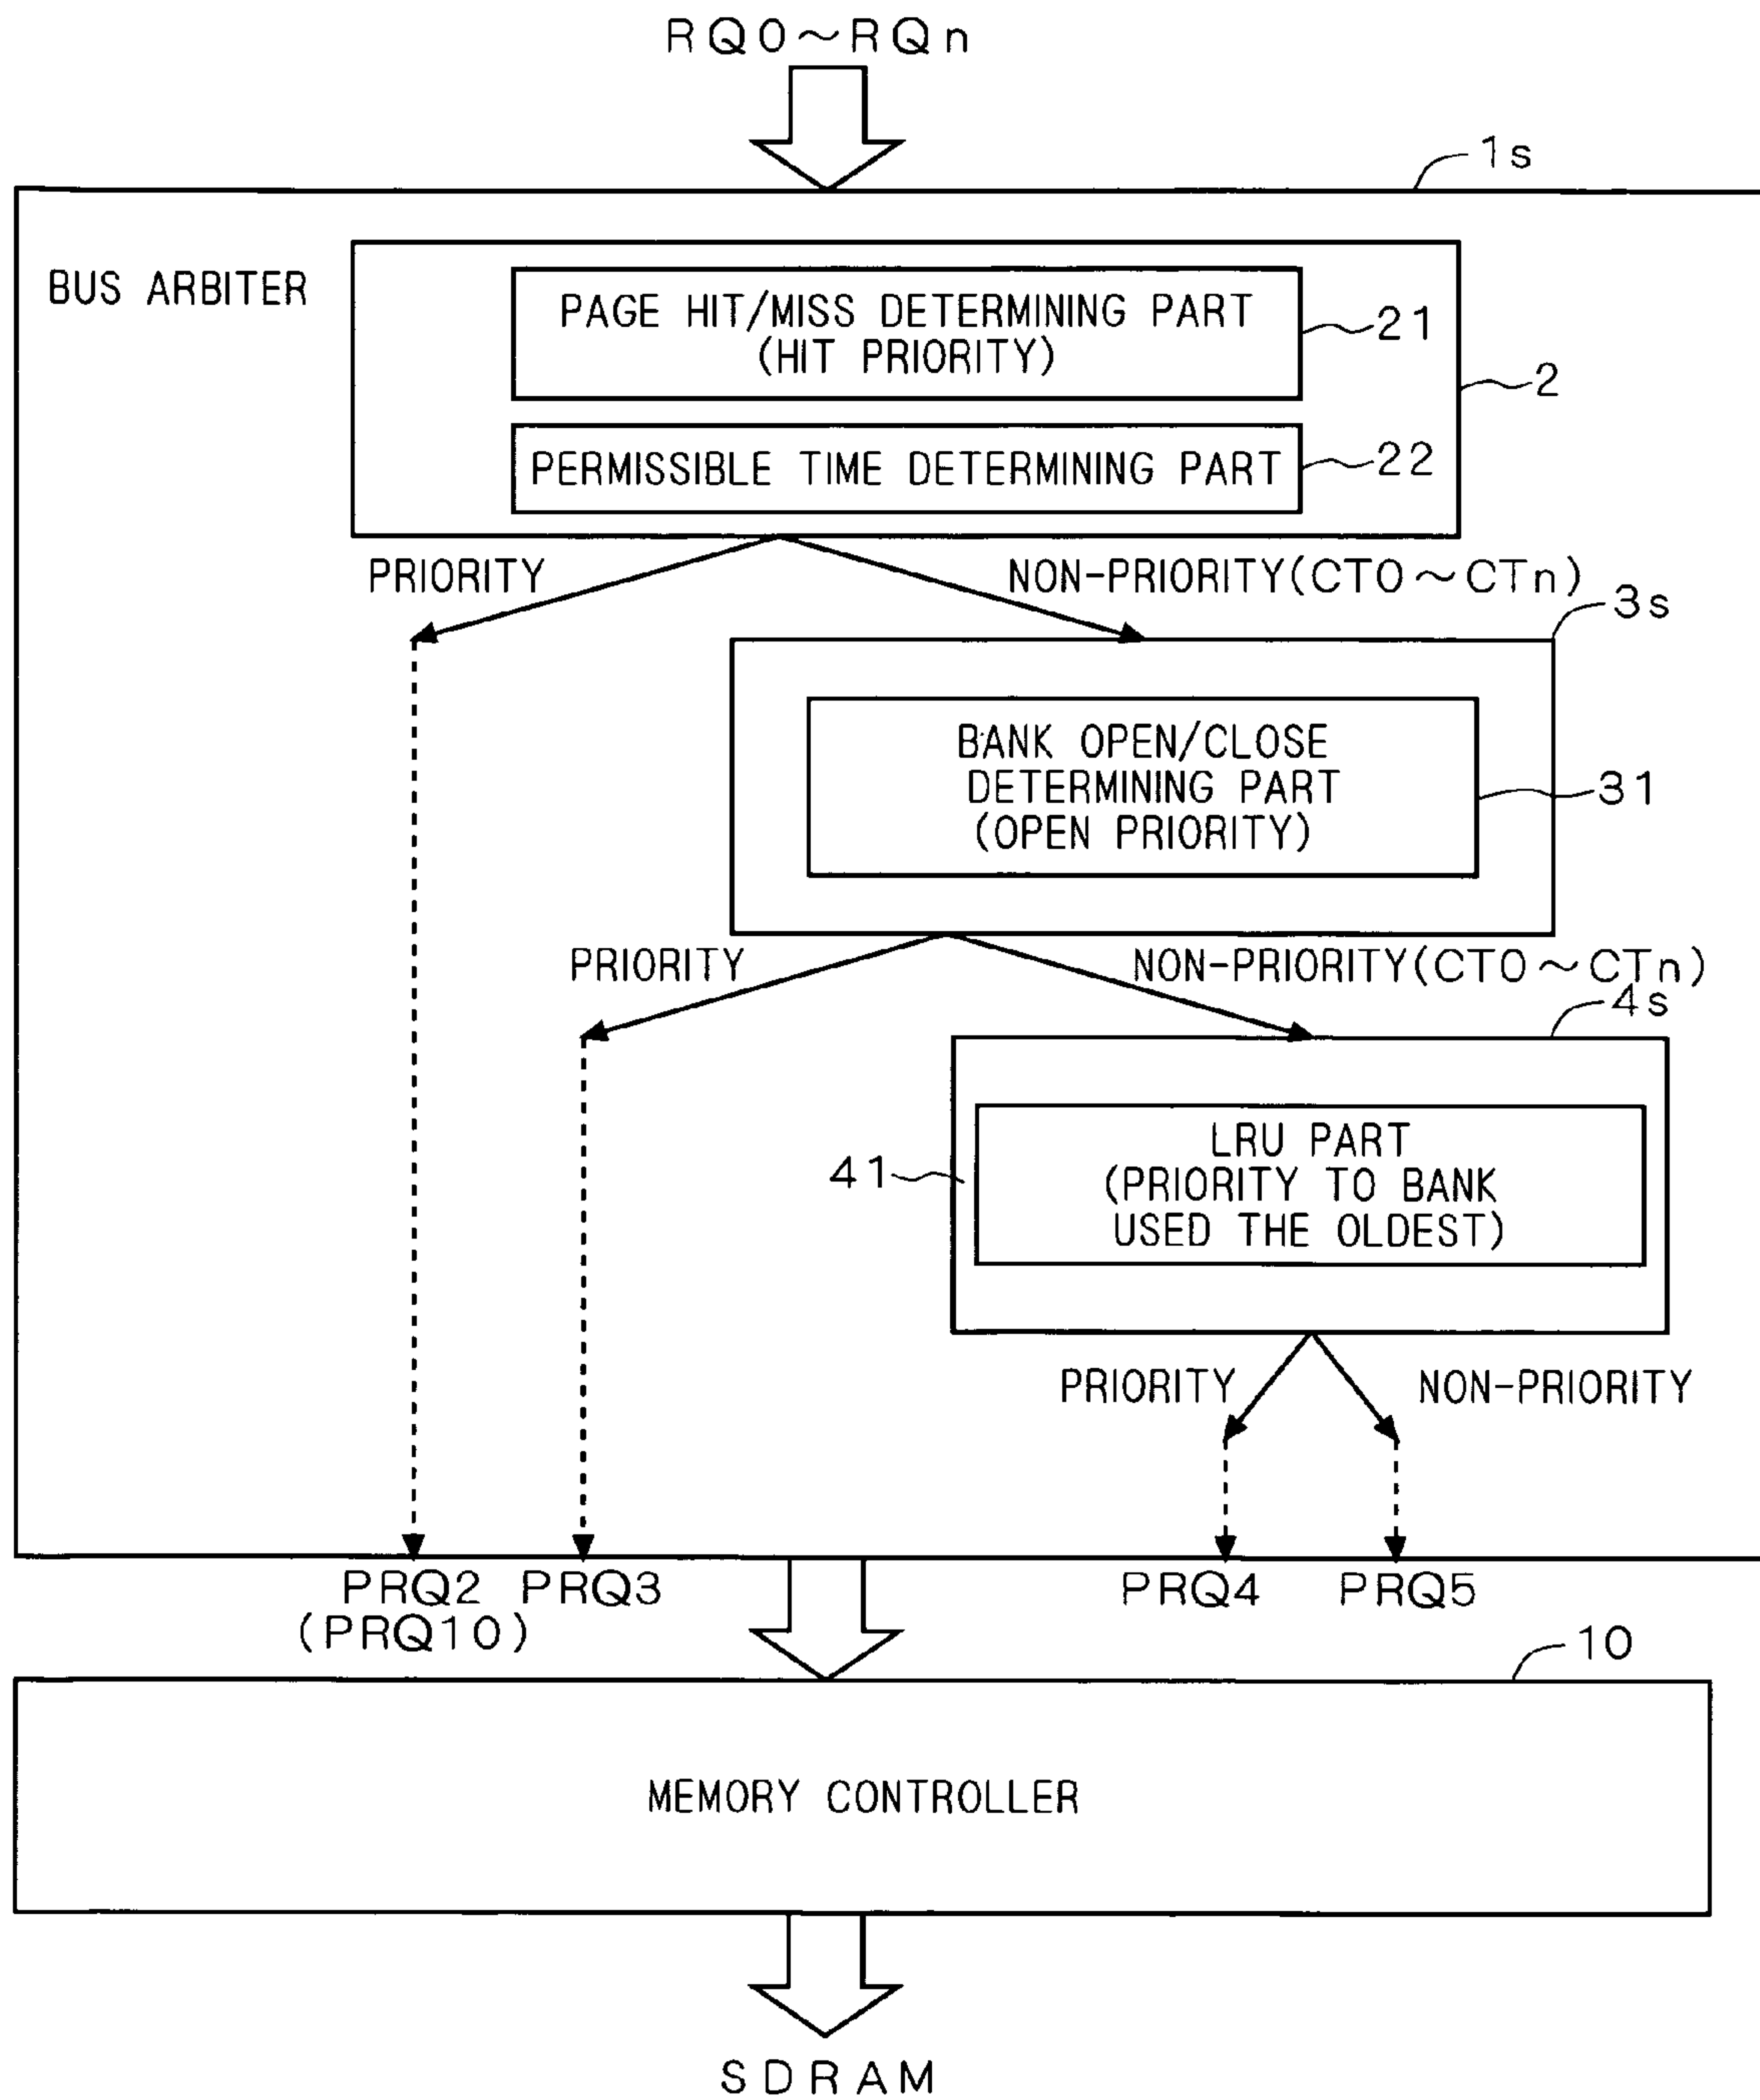 RQ0~RQn
1s
BUS ARBITER
PAGE HIT/MISS DETERMINING PART
(HIT PRIORITY)
21
2
PERMISSIBLE TIME DETERMINING PART
22
PRIORITY
NON-PRIORITY(CT0~CTn)
3s
BANK OPEN/CLOSE
DETERMINING PART
(OPEN PRIORITY)
31
PRIORITY
NON-PRIORITY(CT0~CTn)
4s
LRU PART
(PRIORITY TO BANK
USED THE OLDEST)
41
PRIORITY
NON-PRIORITY
PRQ2
(PRQ10)
PRQ3
PRQ4
PRQ5
10
MEMORY CONTROLLER
SDRAM